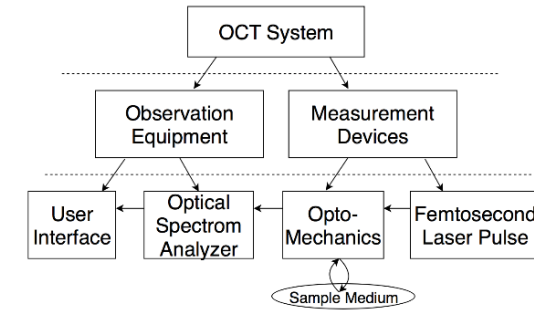 OCT System
Observation
Equipment
Measurement
Devices
User
Interface
Optical
Spectrom
Analyzer
Opto-
Mechanics
Femtosecond
Laser Pulse
Sample Medium